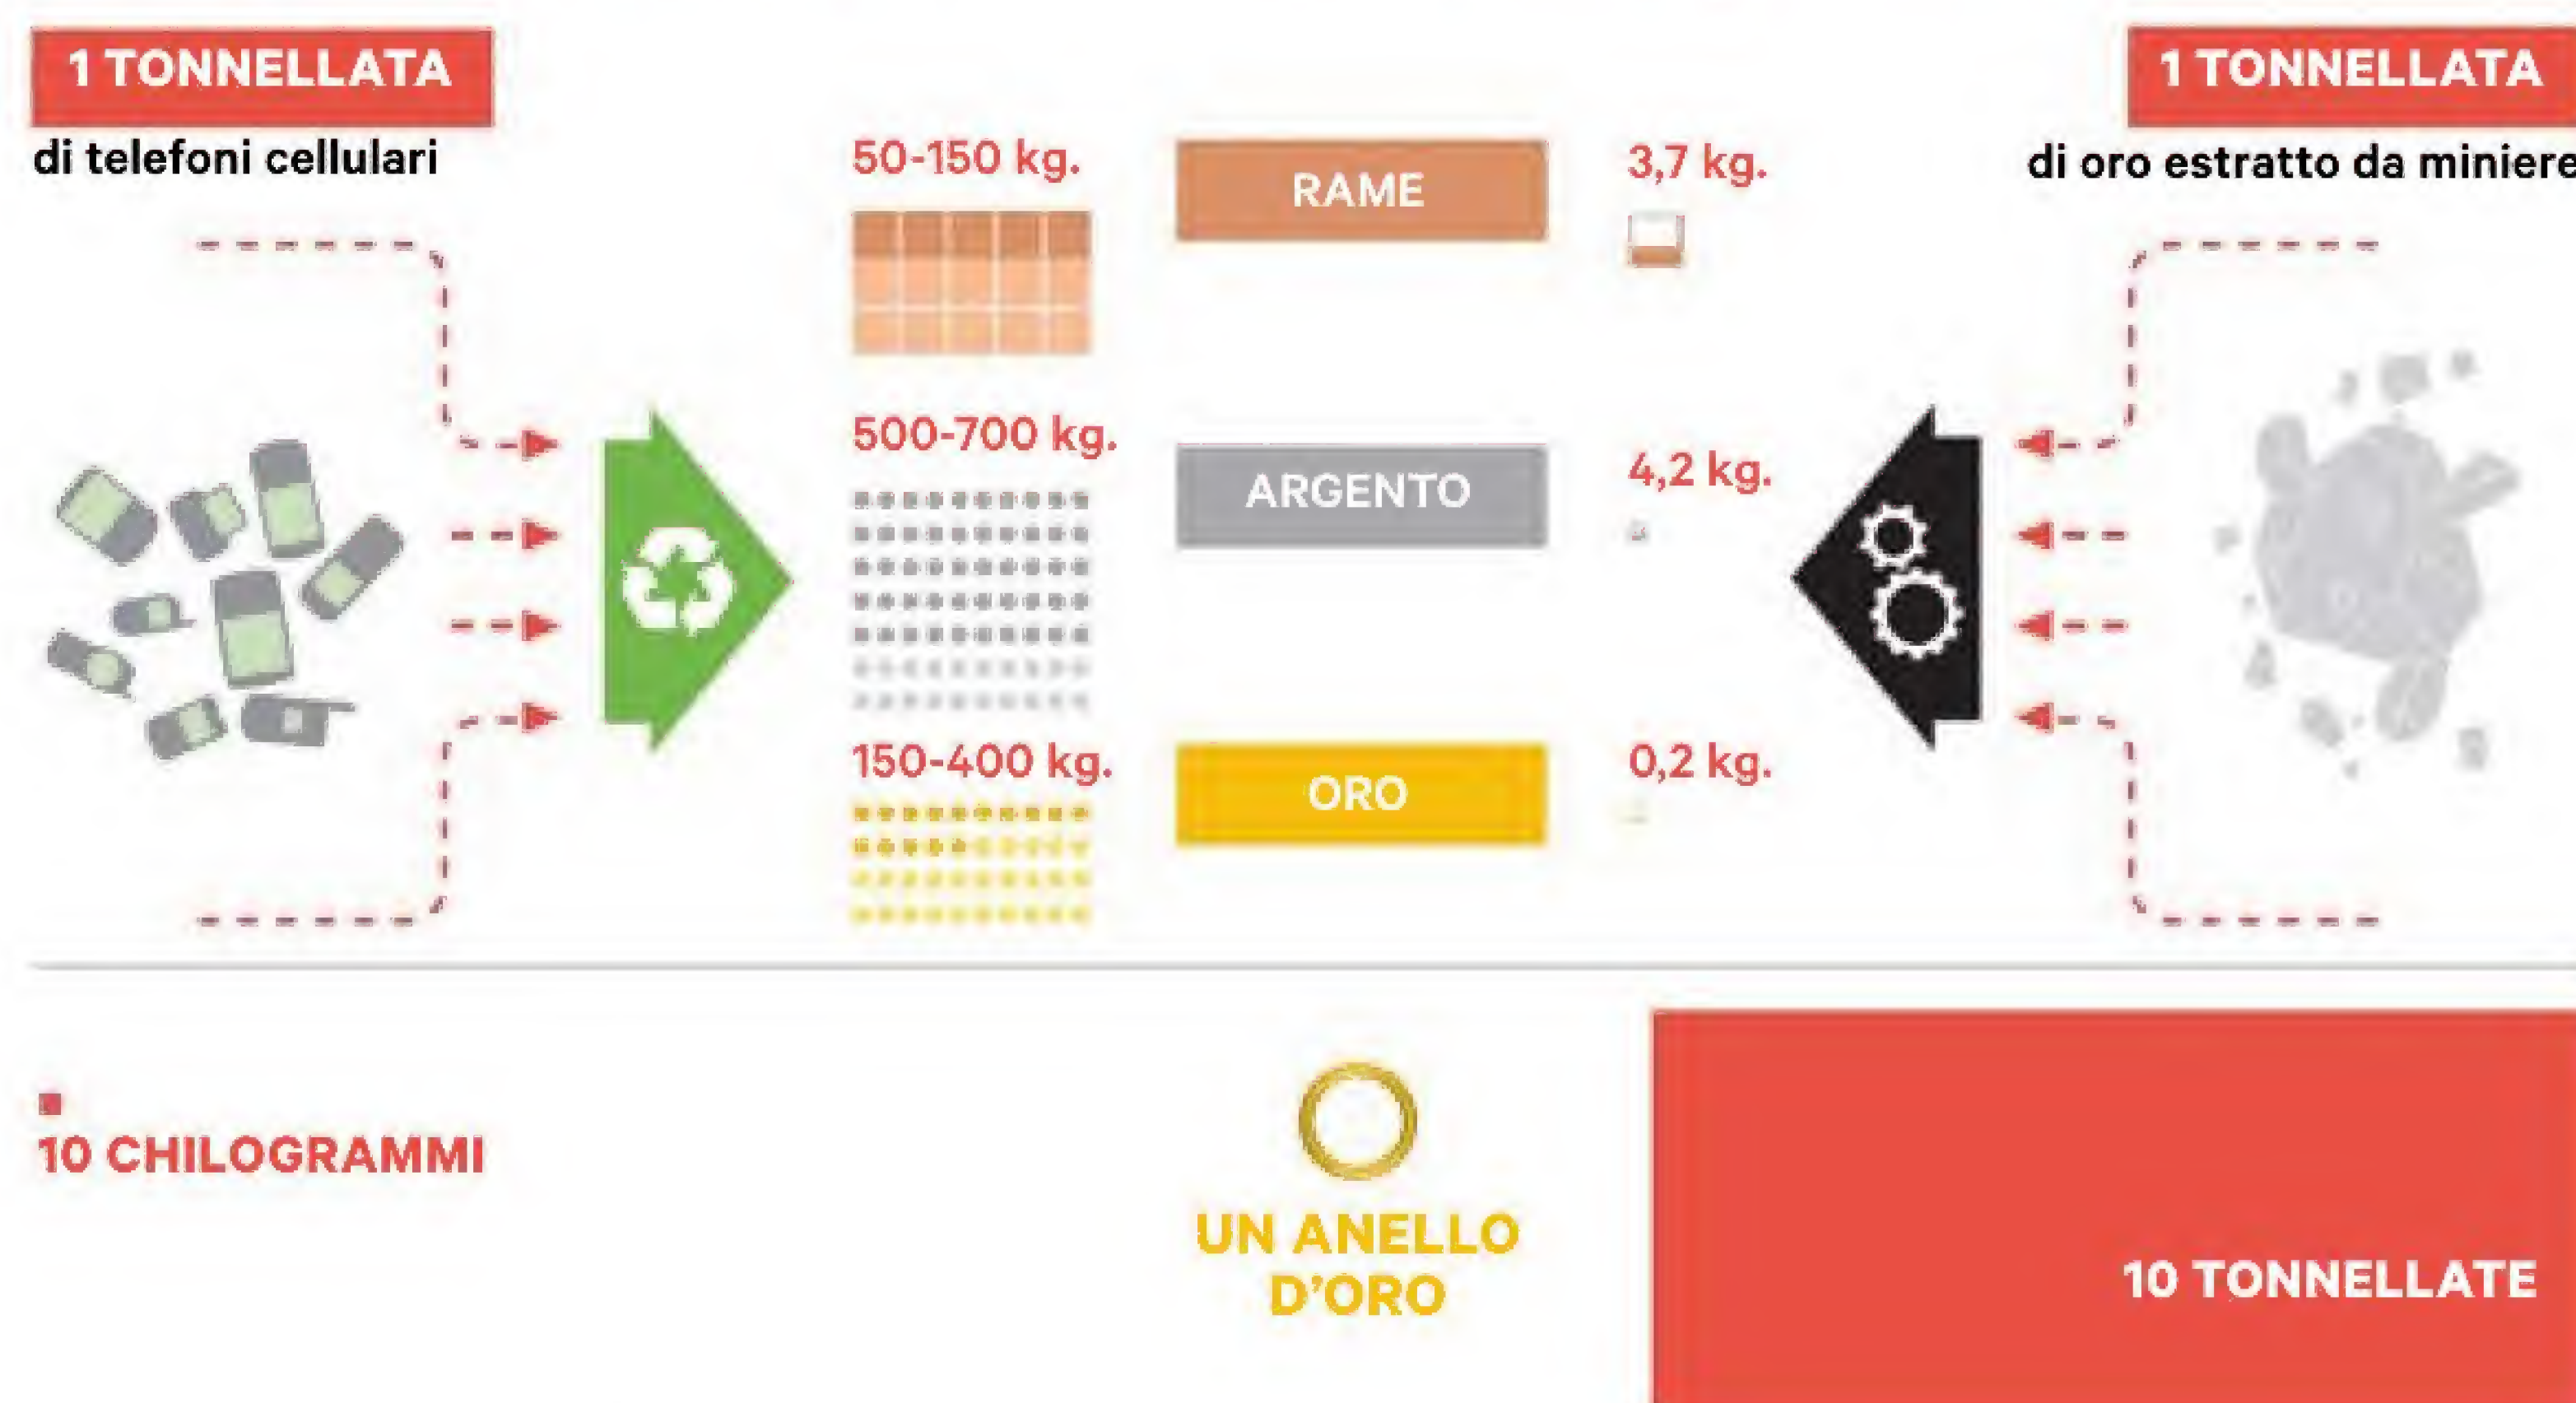 1 TONNELLATA
di telefoni cellulari
1 TONNELLATA
di oro estratto da miniere
50-150 kg.
RAME
3,7 kg.
500-700 kg.
ARGENTO
4,2 kg.
150-400 kg.
ORO
0,2 kg.
10 CHILOGRAMMI
UN ANELLO
D'ORO
10 TONNELLATE